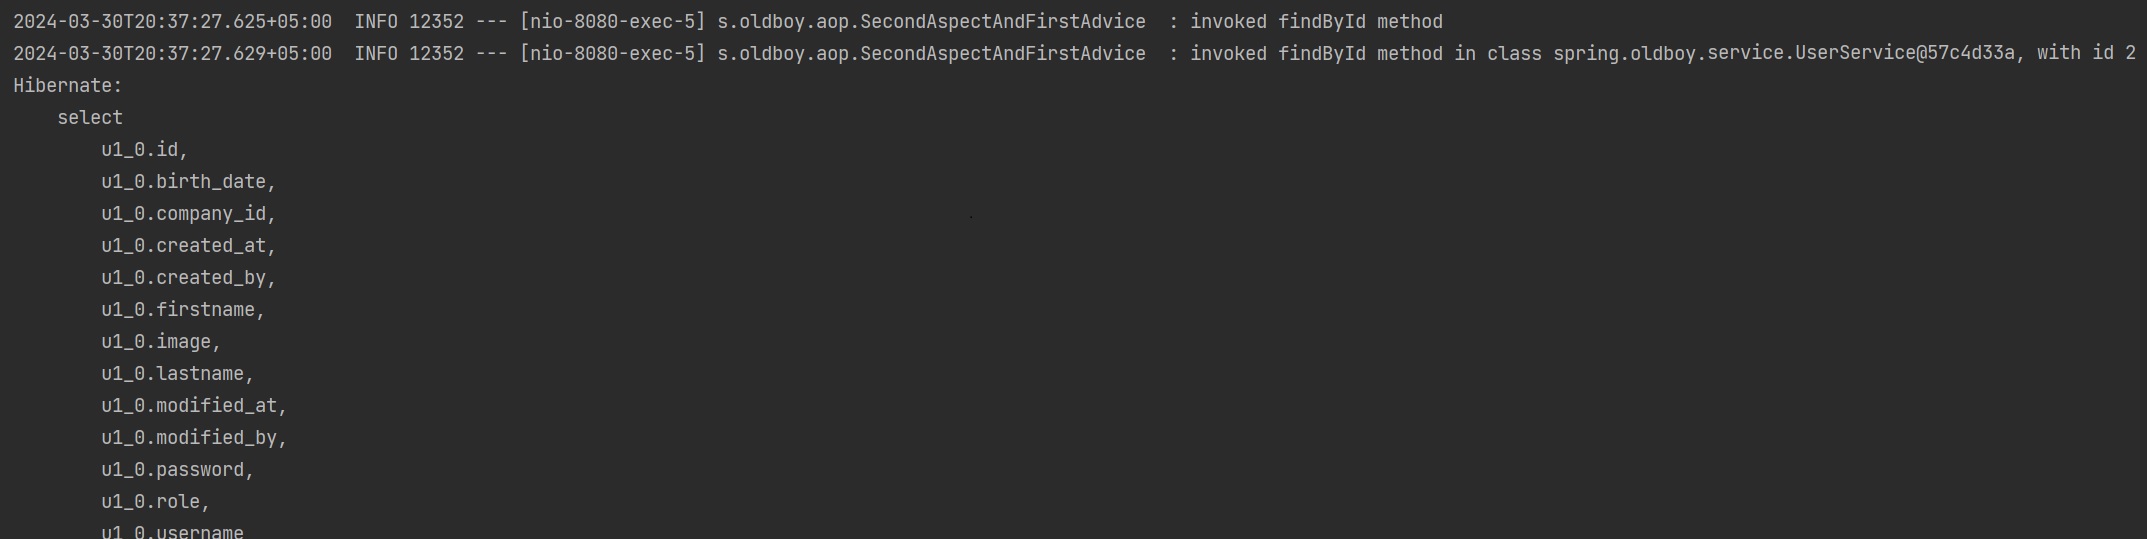 2024-03-30T20:37:27.625+05:00  INFO 12352 --- [nio-8080-exec-5] s.oldboy.aop.SecondAspectAndFirstAdvice  : invoked findById method
2024-03-30T20:37:27.629+05:00  INFO 12352 --- [nio-8080-exec-5] s.oldboy.aop.SecondAspectAndFirstAdvice  : invoked findById method in class spring.oldboy.service.UserService@57c4d33a, with id 2
Hibernate:
    select
        u1_0.id,
        u1_0.birth_date,
        u1_0.company_id,
        u1_0.created_at,
        u1_0.created_by,
        u1_0.firstname,
        u1_0.image,
        u1_0.lastname,
        u1_0.modified_at,
        u1_0.modified_by,
        u1_0.password,
        u1_0.role,
        u1_0.username